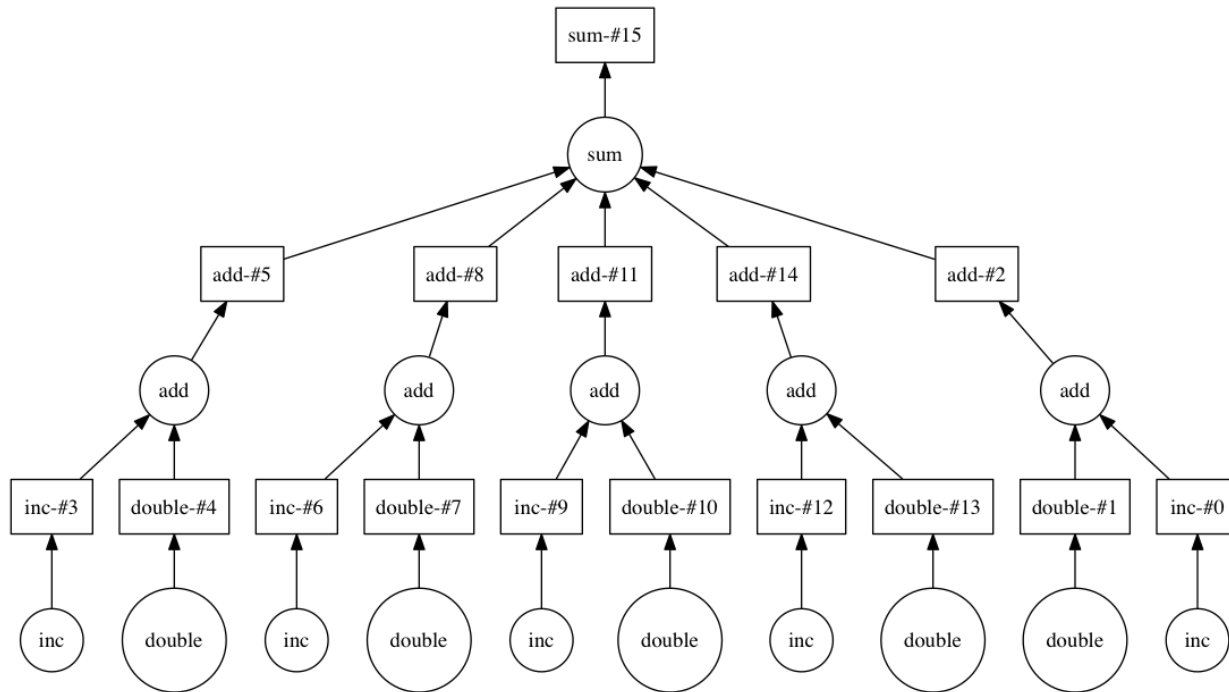 sum-#15
sum
add-#5
add-#8
add-#11
add-#14
add-#2
add
add
add
add
add
inc-#3
double-#4
inc-#6
double-#7
inc-#9
double-#10
inc-#12
double-#13
double-#1
inc-#0
inc
double
inc
double
inc
double
inc
double
double
inc